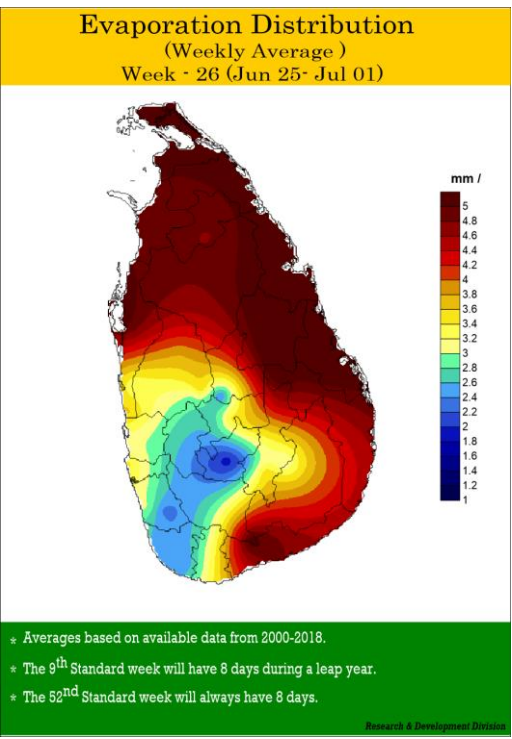 Evaporation Distribution
(Weekly Average )
Week - 26 (Jun 25- Jul 01)
mm /
5
4.8
4.6
4.4
4.2
4
3.8
3.6
3.4
3.2
3
2.8
2.6
2.4
2.2
2
1.8
1.6
1.4
1.2
1
* Averages based on available data from 2000-2018.
* The 9th Standard week will have 8 days during a leap year.
* The 52nd Standard week will always have 8 days.
Research & Development Division